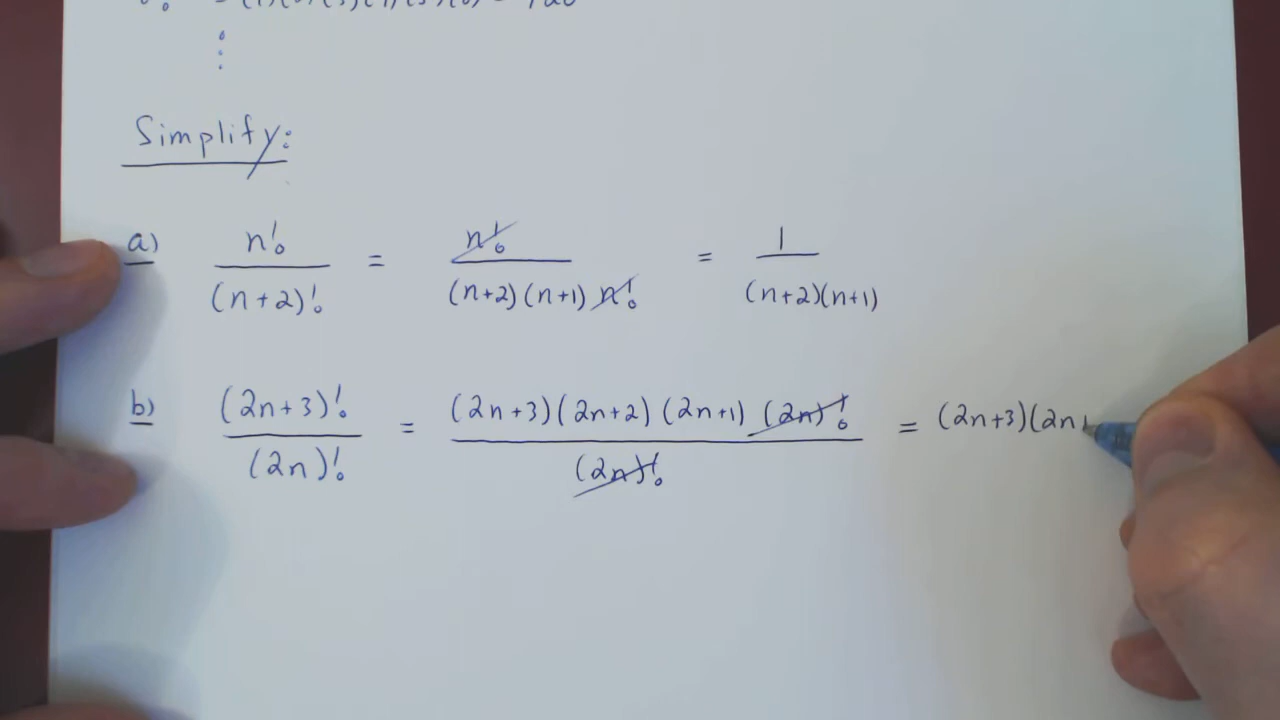 Simplify:
a) n! / (n+2)! = n! / (n+2)(n+1) n! = 1 / (n+2)(n+1)
b) (2n+3)! / (2n)! = (2n+3)(2n+2)(2n+1)(2n)! / (2n)! = (2n+3)(2n